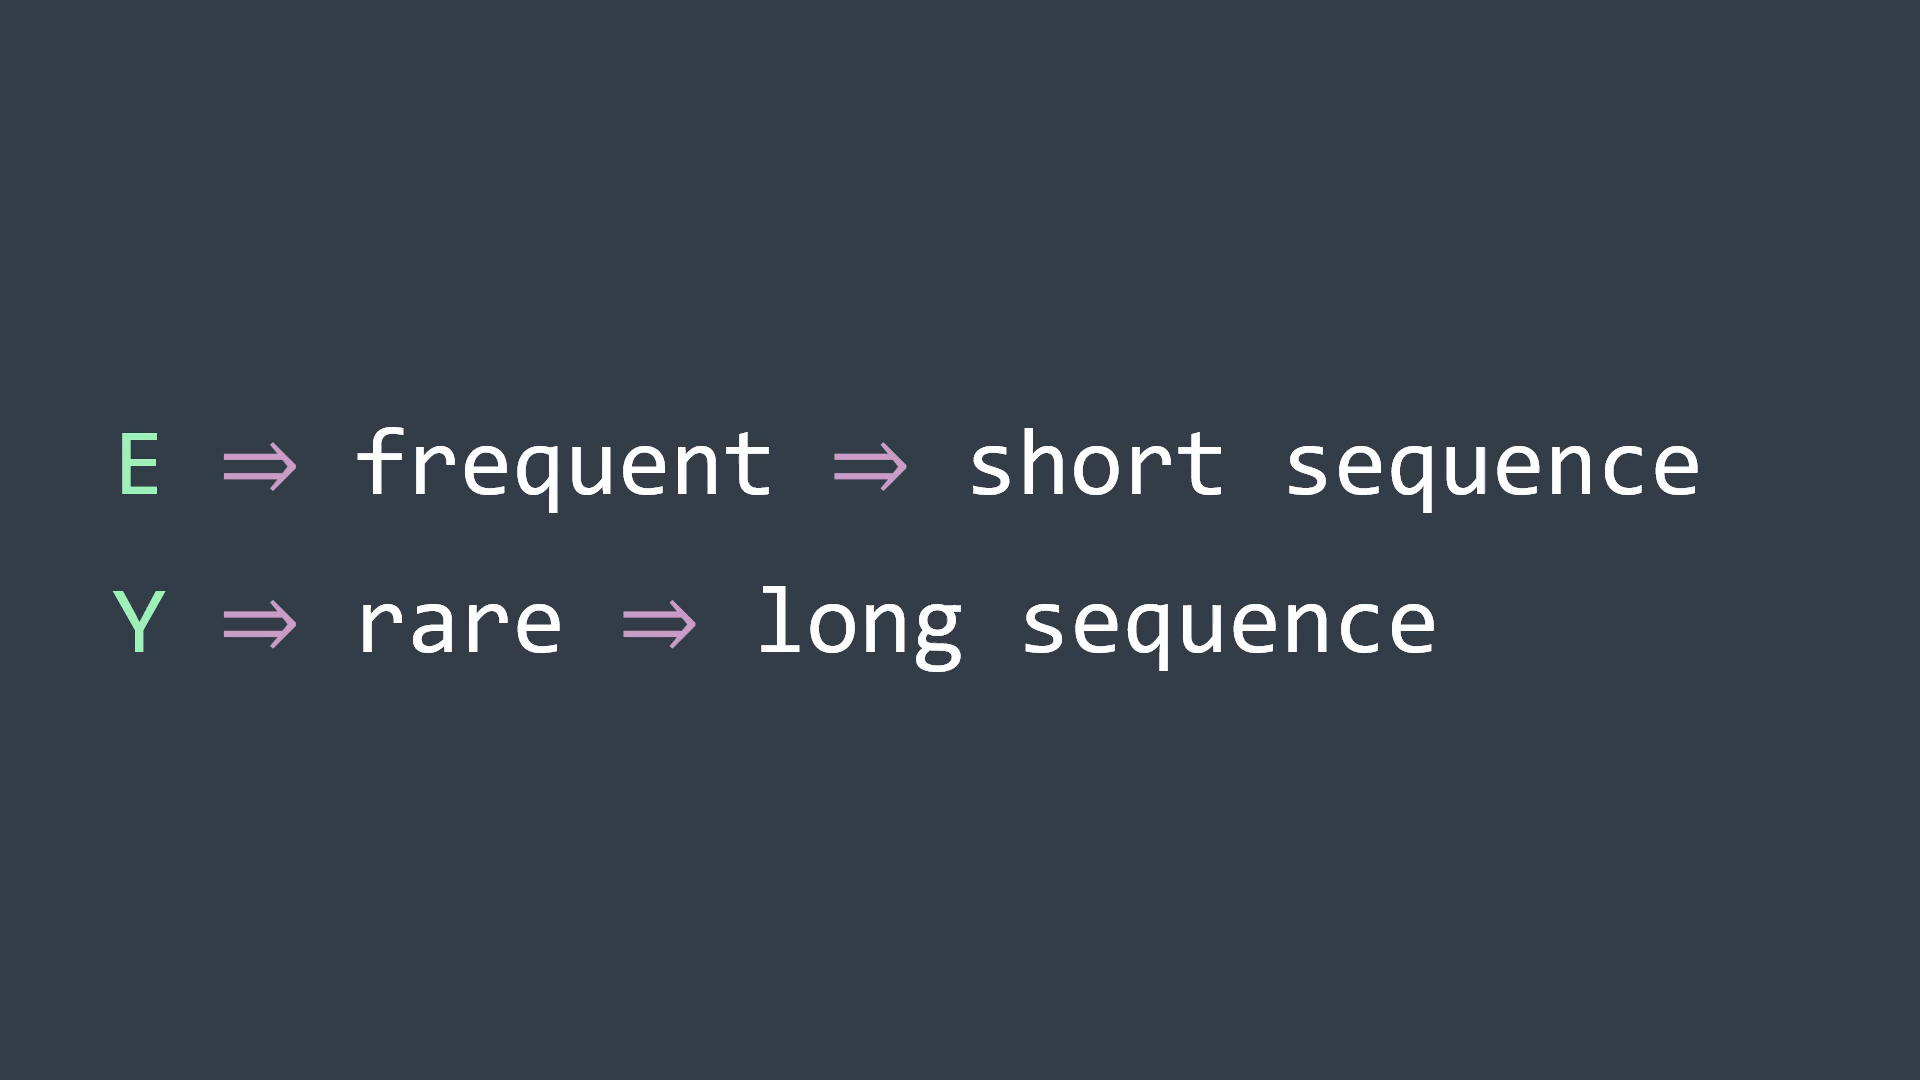 E ⇒ frequent ⇒ short sequence
Y ⇒ rare ⇒ long sequence